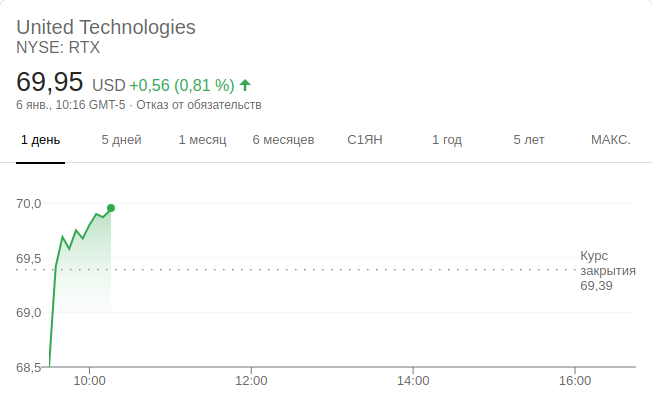 United Technologies
NYSE: RTX
69,95 USD +0,56 (0,81 %)
6 янв., 10:16 GMT-5 · Отказ от обязательств
1 день 5 дней 1 месяц 6 месяцев С1ЯН 1 год 5 лет МАКС.
70,0
69,5
69,0
68,5
Курс
закрытия
69,39
10:00 12:00 14:00 16:00